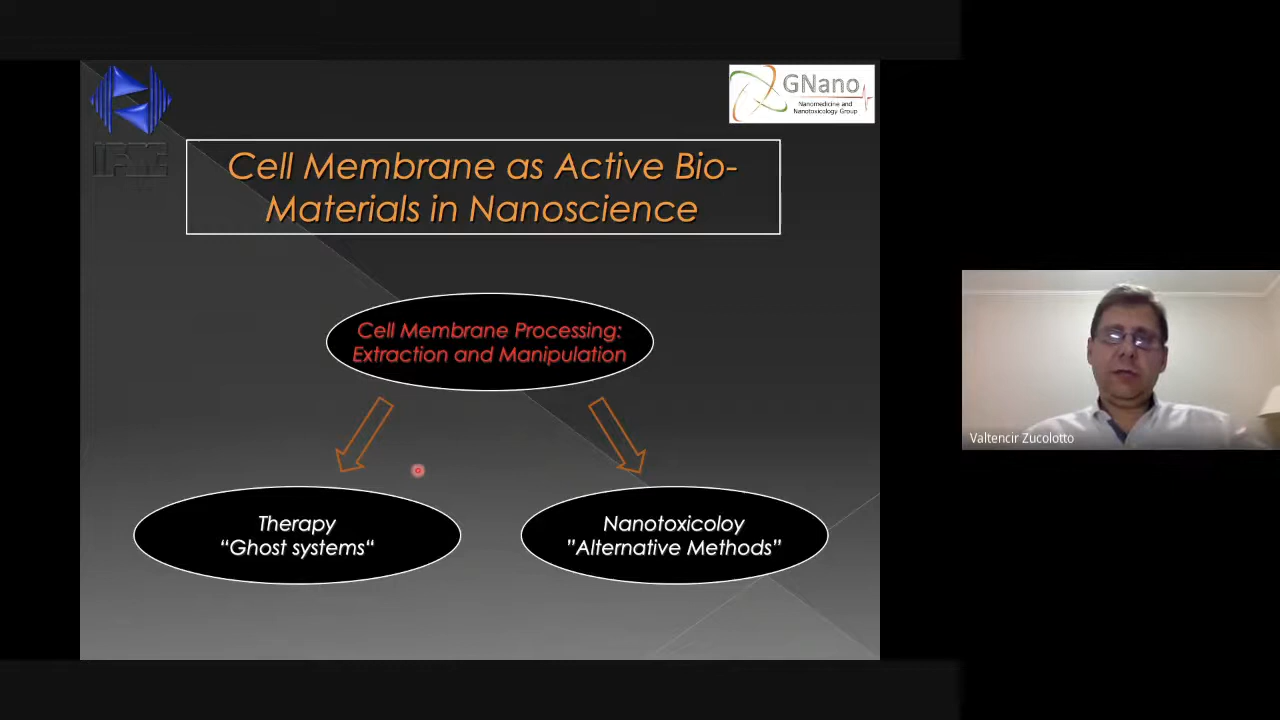 GNano
Nanomedicine and
Nanotoxicology Group
Cell Membrane as Active Bio-
Materials in Nanoscience
Cell Membrane Processing:
Extraction and Manipulation
Therapy
“Ghost systems“
Nanotoxicoloy
”Alternative Methods”
Valtencir Zucolotto